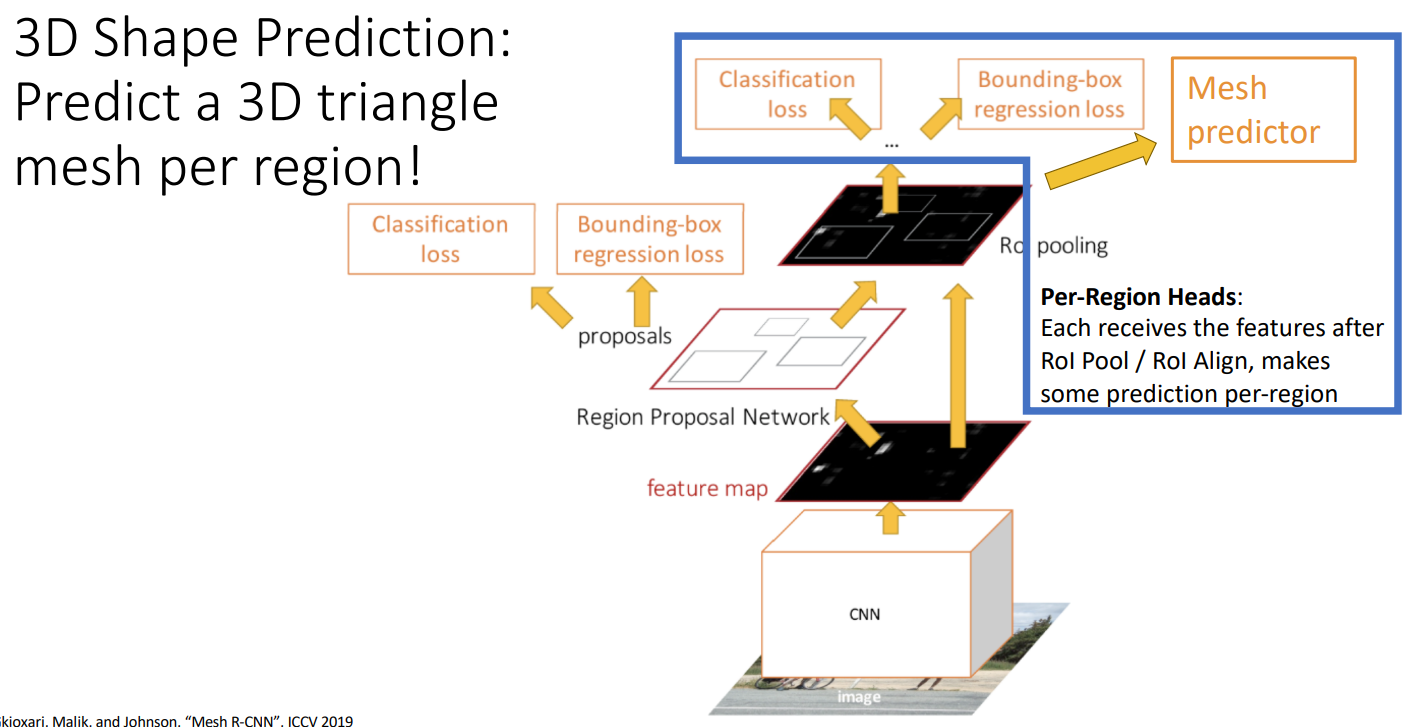 3D Shape Prediction:
Predict a 3D triangle
mesh per region!
Classification
loss
Bounding-box
regression loss
Mesh
predictor
...
Classification
loss
Bounding-box
regression loss
RoI pooling
proposals
Per-Region Heads:
Each receives the features after
RoI Pool / RoI Align, makes
some prediction per-region
Region Proposal Network
feature map
CNN
image
Gkioxari, Malik, and Johnson, "Mesh R-CNN", ICCV 2019